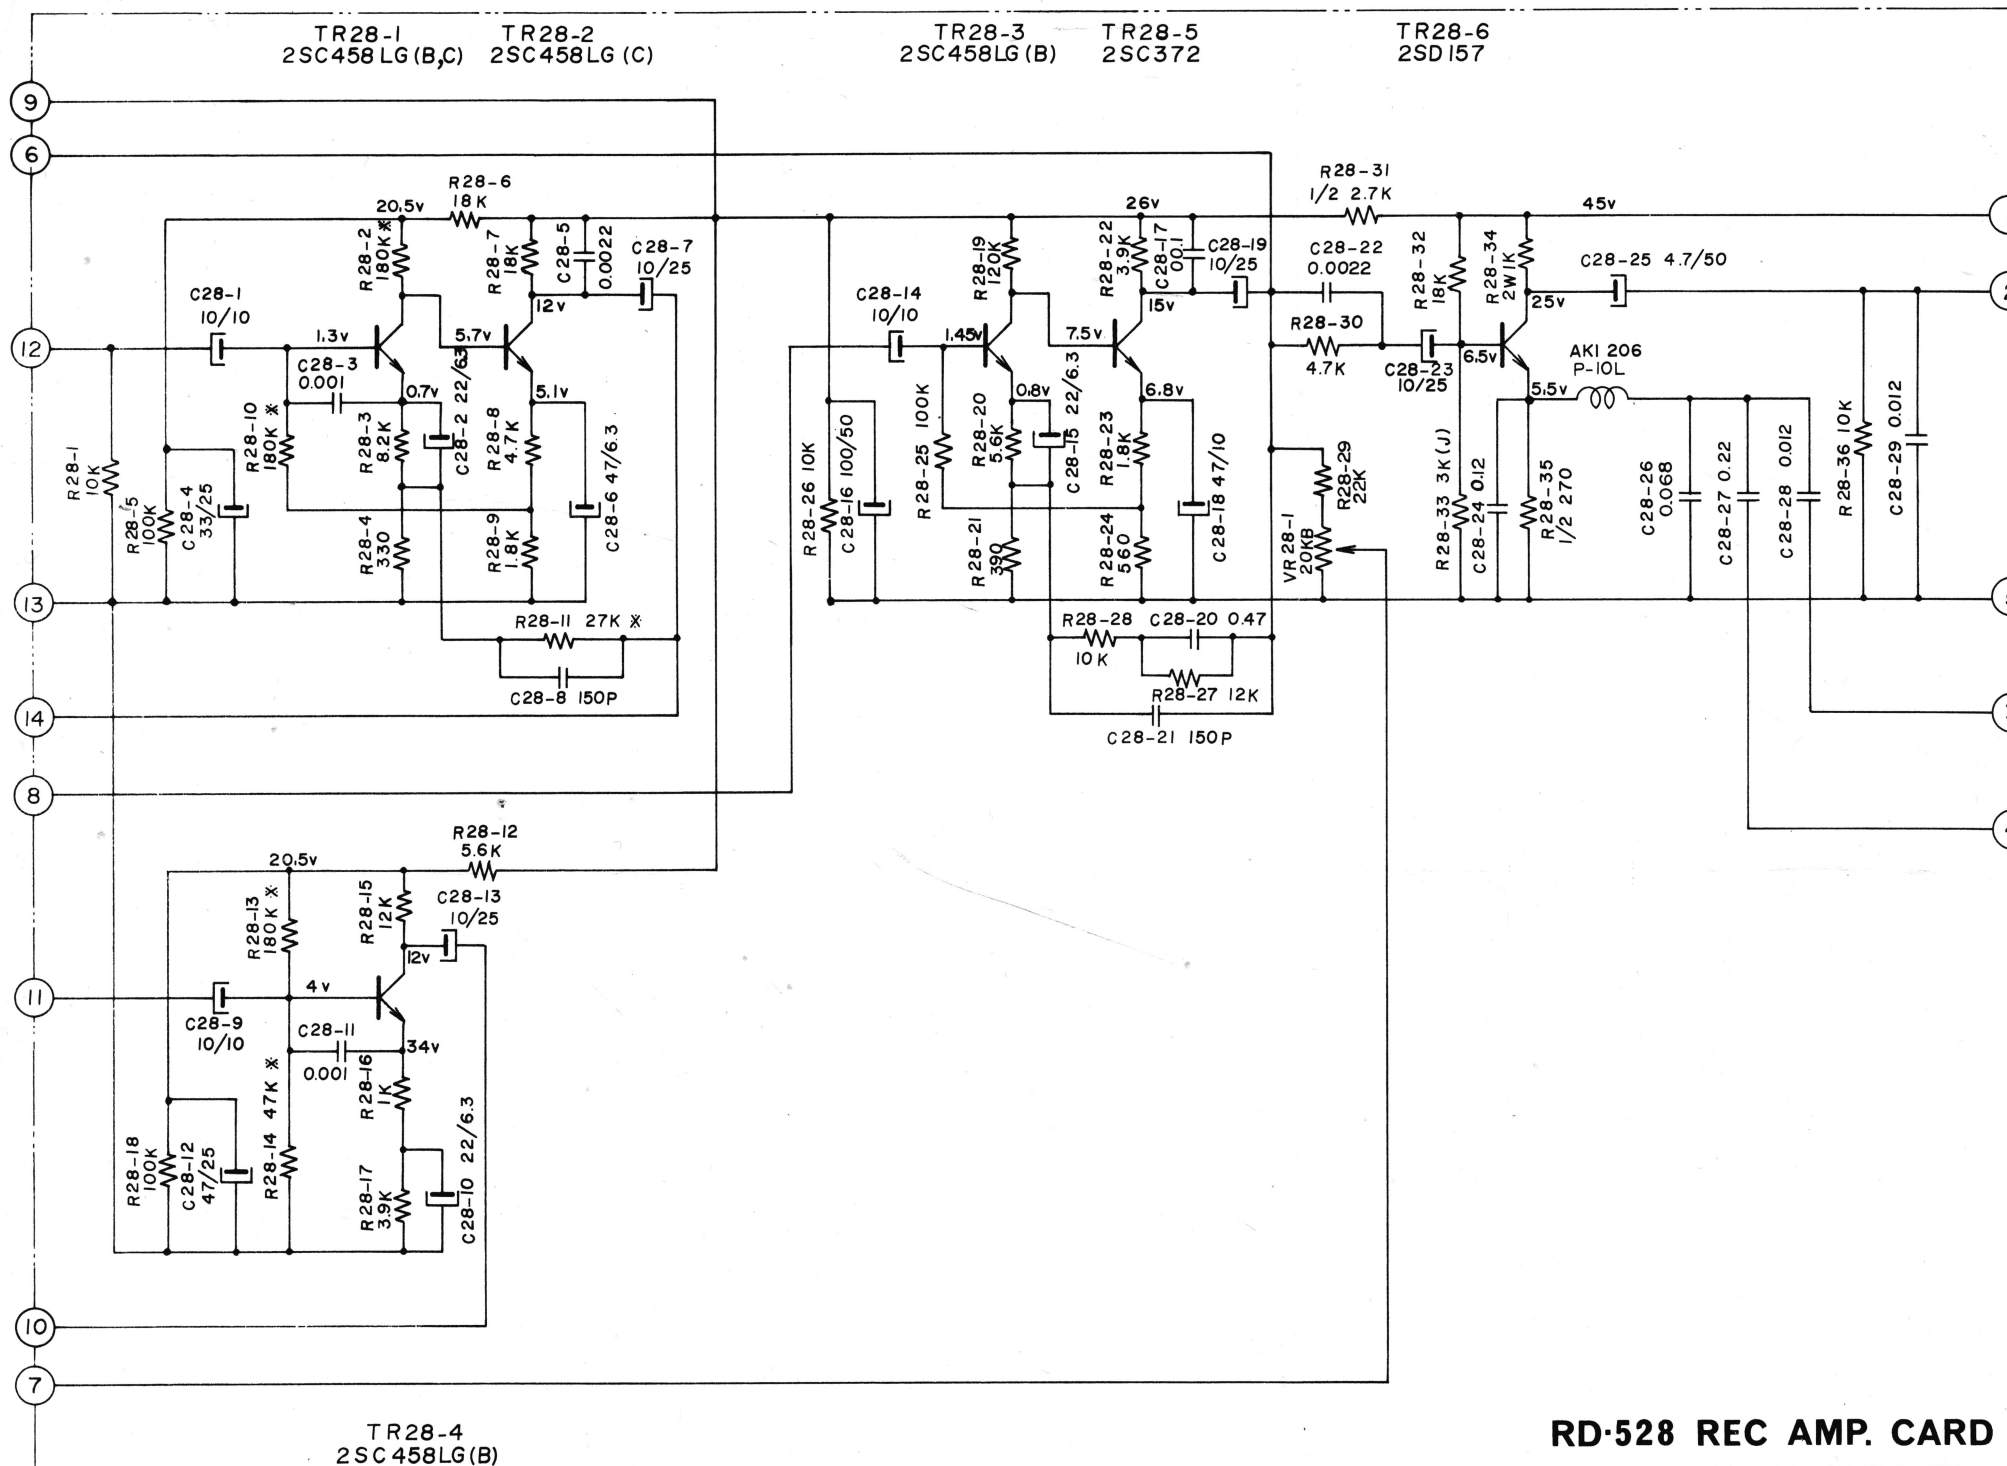 TR28-1
2SC458LG(B,C)
TR28-2
2SC458LG(C)
TR28-3
2SC458LG(B)
TR28-5
2SC372
TR28-6
2SD157
9
6
R28-6
18K
20.5v
R28-2
180K※
R28-7
18K
C28-5
0.0022
C28-7
10/25
C28-1
10/10
12
1.3v
C28-3
0.001
0.7v
5.7v
12v
5.1v
R28-10
180K ※
R28-3
8.2K
C28-2 22/6.3
R28-8
4.7K
C28-6 47/6.3
R28-1
10K
R28-5
100K
C28-4
33/25
R28-4
330
R28-9
1.8K
13
R28-11 27K ※
C28-8 150P
14
8
R28-19
120K
26v
R28-22
3.9K
C28-17
001
C28-19
10/25
C28-14
10/10
1.45v
7.5v
15v
0.8v
6.8v
R28-26 10K
C28-16 100/50
R28-25 100K
R28-20
5.6K
C28-15 22/6.3
R28-23
1.8K
C28-18 47/10
R28-21
390
R28-24
560
R28-28
10K
C28-20 0.47
R28-27 12K
C28-21 150P
R28-31
1/2 2.7K
C28-22
0.0022
R28-30
4.7K
C28-23
10/25
R28-29
22K
VR28-1
20KB
R28-32
18K
R28-34
2W1K
45v
C28-25 4.7/50
25v
6.5v
5.5v
AKI 206
P-10L
R28-33 3K(J)
C28-24 0.12
R28-35
1/2 270
C28-26
0.068
C28-27 0.22
C28-28 0.012
R28-36 10K
C28-29 0.012
R28-12
5.6K
20.5v
R28-13
180K ※
R28-15
12K
C28-13
10/25
12v
11
4v
C28-9
10/10
C28-11
0.001
34v
R28-16
1K
R28-14 47K ※
R28-18
100K
C28-12
47/25
R28-17
3.9K
C28-10 22/6.3
10
7
TR28-4
2SC458LG(B)
RD·528 REC AMP. CARD